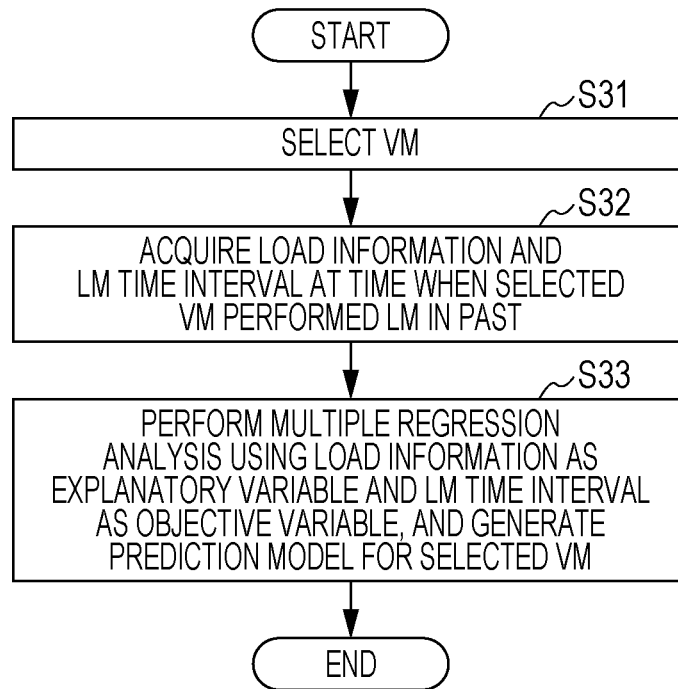 START
S31
SELECT VM
S32
ACQUIRE LOAD INFORMATION AND
LM TIME INTERVAL AT TIME WHEN SELECTED
VM PERFORMED LM IN PAST
S33
PERFORM MULTIPLE REGRESSION
ANALYSIS USING LOAD INFORMATION AS
EXPLANATORY VARIABLE AND LM TIME INTERVAL
AS OBJECTIVE VARIABLE, AND GENERATE
PREDICTION MODEL FOR SELECTED VM
END